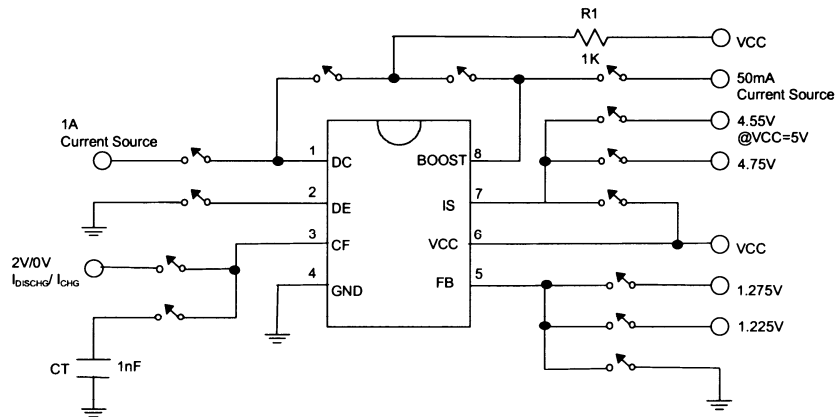 R1
VCC
1K
50mA
Current Source
1A
Current Source
4.55V
@VCC=5V
1
DC
BOOST
8
4.75V
2
DE
IS
7
3
CF
VCC
6
VCC
2V/0V
IDISCHG/ ICHG
4
GND
FB
5
1.275V
1.225V
CT
1nF